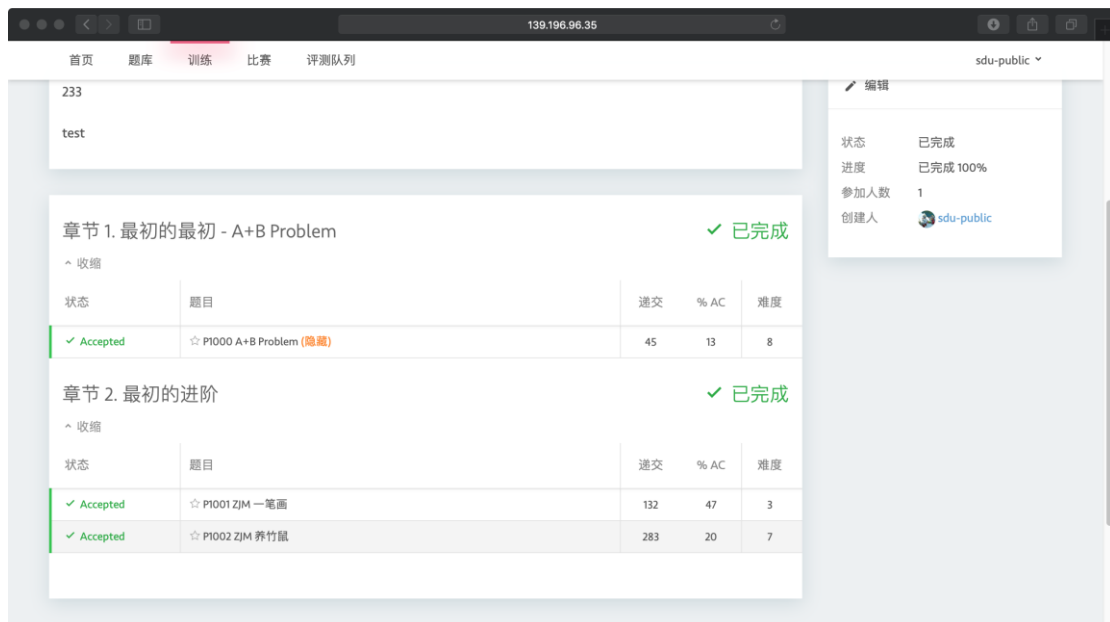 139.196.96.35
首页 题库 训练 比赛 评测队列 sdu-public
233
test
编辑
状态 已完成
进度 已完成 100%
参加人数 1
创建人 sdu-public
章节 1. 最初的最初 - A+B Problem 已完成
收缩
状态 题目 递交 % AC 难度
Accepted P1000 A+B Problem (隐藏) 45 13 8
章节 2. 最初的进阶 已完成
收缩
状态 题目 递交 % AC 难度
Accepted P1001 ZJM 一笔画 132 47 3
Accepted P1002 ZJM 养竹鼠 283 20 7